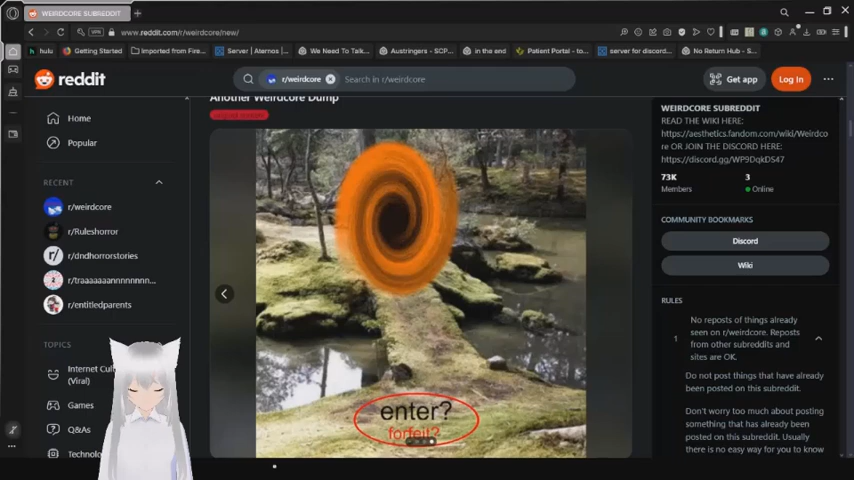 WEIRDCORE SUBREDDIT
VPN www.reddit.com/r/weirdcore/new/
hulu Getting Started Imported from Fire... Server | Aternos | We Need To Talk... Austringers - SCP... in the end Patient Portal - to... server for discord... No Return Hub - S...
reddit r/weirdcore Search in r/weirdcore Get app Log In
Home
Popular
RECENT
r/weirdcore
r/Ruleshorror
r/dndhorrorstories
r/traaaaaaannnnnnnn...
r/entitledparents
TOPICS
Internet Cul
(Viral)
Games
Q&As
Technolo
Another Weirdcore Dump
enter?
forfeit?
WEIRDCORE SUBREDDIT
READ THE WIKI HERE:
https://aesthetics.fandom.com/wiki/Weirdco
re OR JOIN THE DISCORD HERE:
https://discord.gg/WP9DqkDS47
73K 3
Members Online
COMMUNITY BOOKMARKS
Discord
Wiki
RULES
No reposts of things already
1 seen on r/weirdcore. Reposts
from other subreddits and
sites are OK.
Do not post things that have already
been posted on this subreddit.
Don't worry too much about posting
something that has already been
posted on this subreddit. Usually
there is no easy way for you to know